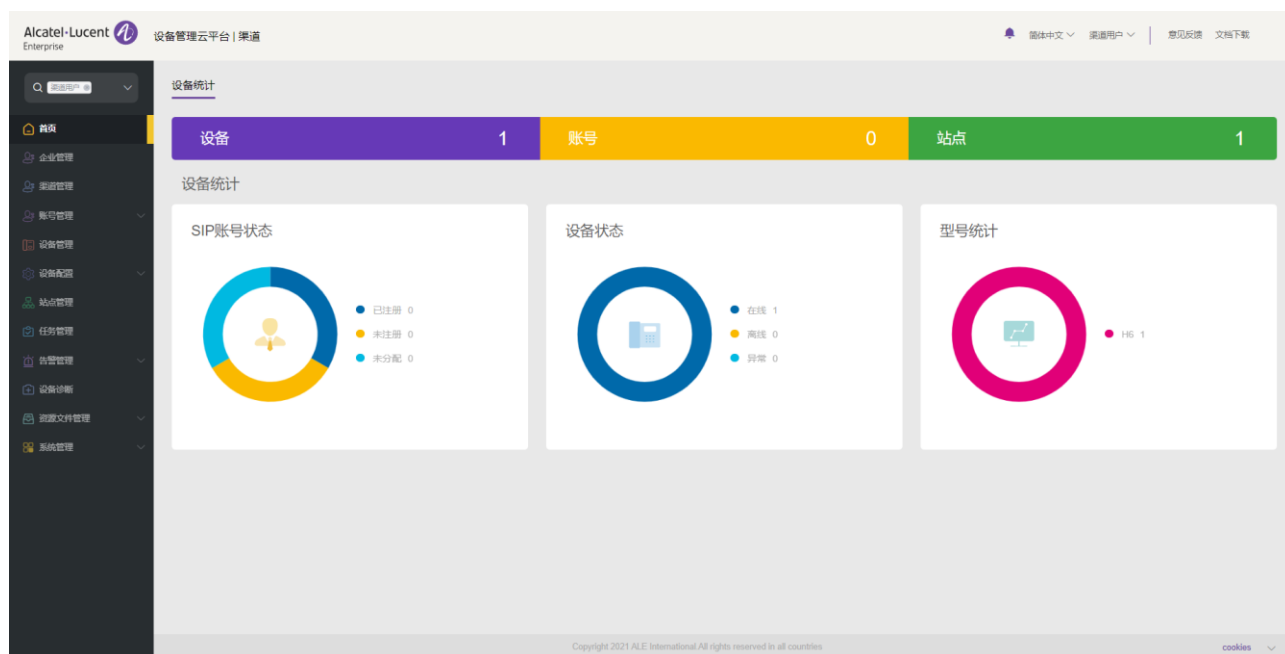 Alcatel·Lucent
Enterprise
设备管理云平台 | 渠道
简体中文
渠道用户
意见反馈
文档下载
渠道用户
首页
企业管理
渠道管理
账号管理
设备管理
设备配置
站点管理
任务管理
告警管理
设备诊断
资源文件管理
系统管理
设备统计
设备 1
账号 0
站点 1
设备统计
SIP账号状态
已注册 0
未注册 0
未分配 0
设备状态
在线 1
离线 0
异常 0
型号统计
H6 1
Copyright 2021 ALE International.All rights reserved in all countries
cookies